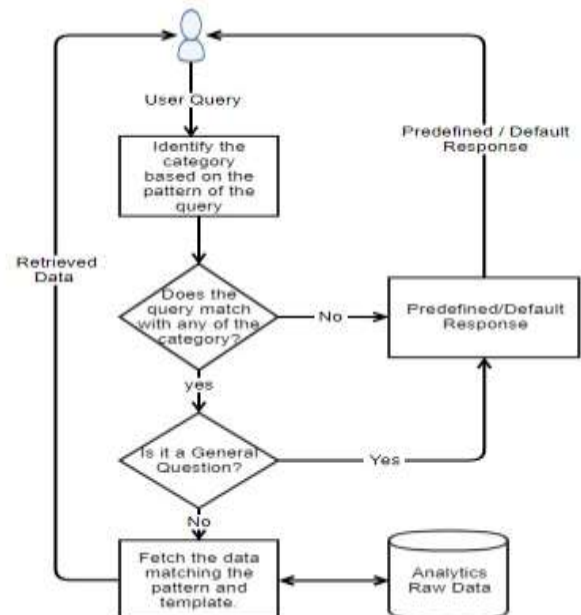 User Query
Predefined / Default
Response
Identify the
category
based on the
pattern of the
query
Retrieved
Data
Does the
query match
with any of the
category?
No
Predefined/Default
Response
yes
Is it a General
Question?
Yes
No
Fetch the data
matching the
pattern and
template.
Analytics
Raw Data